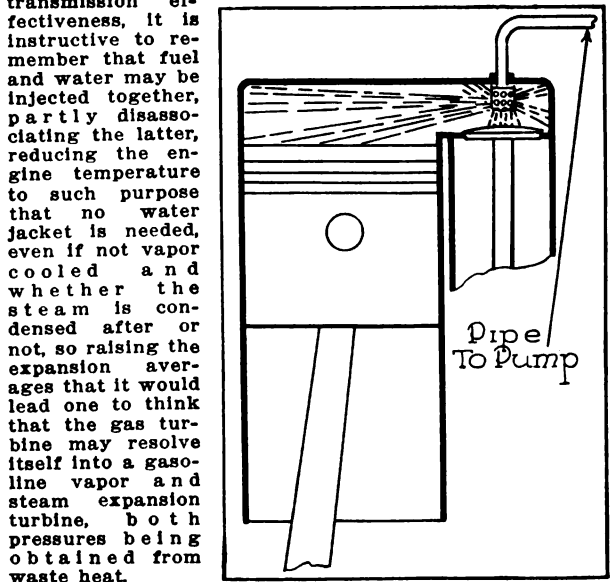 transmission ef-
fectiveness, it is
instructive to re-
member that fuel
and water may be
injected together,
partly disasso-
ciating the latter,
reducing the en-
gine temperature
to such purpose
that no water
jacket is needed,
even if not vapor
cooled and
whether the
steam is con-
densed after or
not, so raising the
expansion aver-
ages that it would
lead one to think
that the gas tur-
bine may resolve
itself into a gaso-
line vapor and
steam expansion
turbine, both
pressures being
obtained from
waste heat.
Pipe
To Pump